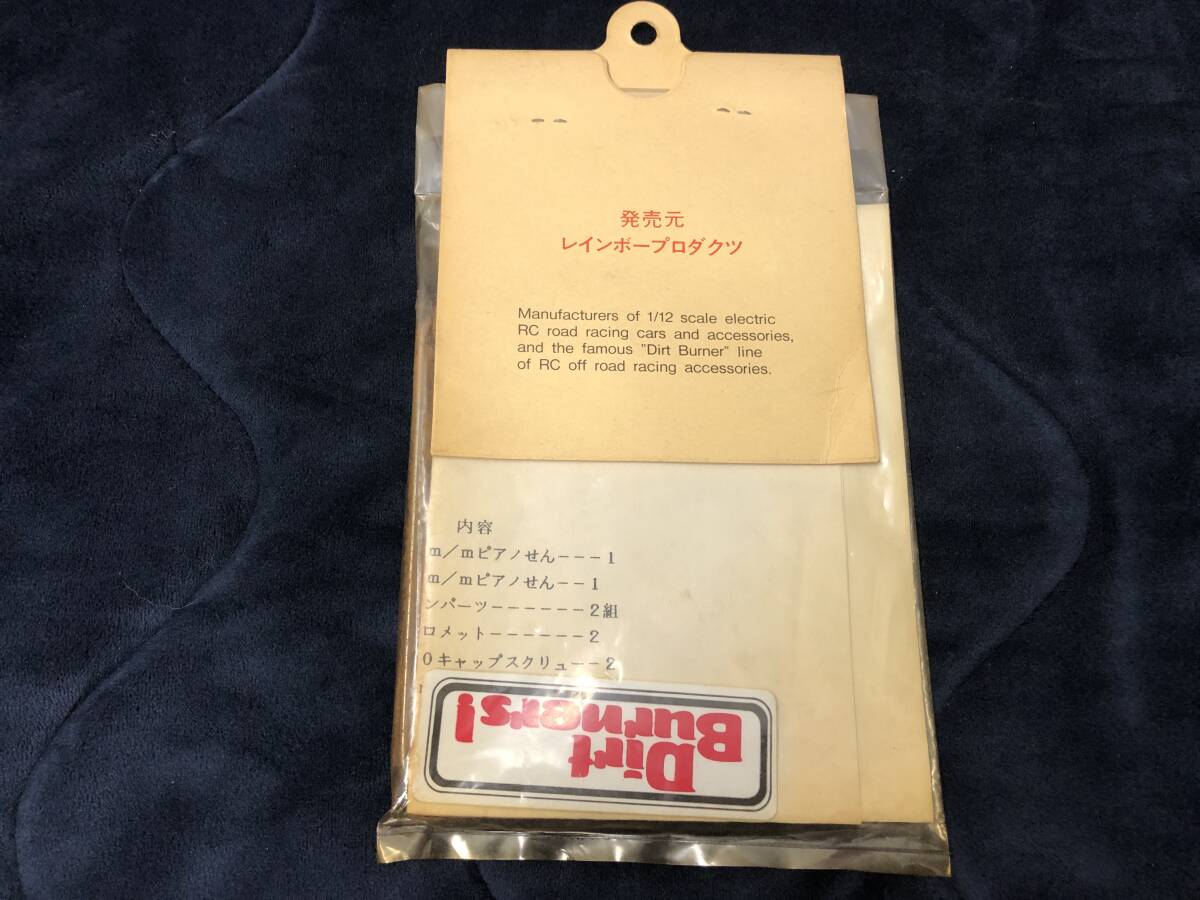 発売元
レインボープロダクツ
Manufacturers of 1/12 scale electric
RC road racing cars and accessories,
and the famous "Dirt Burner" line
of RC off road racing accessories.
内容
m/mピアノせん---1
m/mピアノせん--1
ンパーツ------2組
ロメット------2
0キャップスクリュー--2
Dirt
Burners!